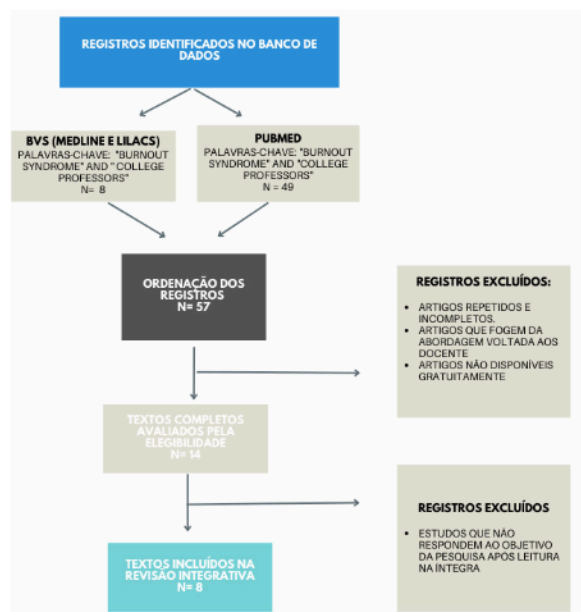 REGISTROS IDENTIFICADOS NO BANCO DE
DADOS
BVS (MEDLINE E LILACS)
PALAVRAS-CHAVE: "BURNOUT
SYNDROME" AND " COLLEGE
PROFESSORS"
N= 8
PUBMED
PALAVRAS-CHAVE: "BURNOUT
SYNDROME" AND "COLLEGE
PROFESSORS"
N = 49
ORDENAÇÃO DOS
REGISTROS
N= 57
REGISTROS EXCLUÍDOS:
• ARTIGOS REPETIDOS E
INCOMPLETOS.
• ARTIGOS QUE FOGEM DA
ABORDAGEM VOLTADA AOS
DOCENTE
• ARTIGOS NÃO DISPONÍVEIS
GRATUITAMENTE
TEXTOS COMPLETOS
AVALIADOS PELA
ELEGIBILIDADE
N= 14
REGISTROS EXCLUÍDOS
• ESTUDOS QUE NÃO
RESPONDEM AO OBJETIVO
DA PESQUISA APÓS LEITURA
NA ÍNTEGRA
TEXTOS INCLUÍDOS NA
REVISÃO INTEGRATIVA
N= 8